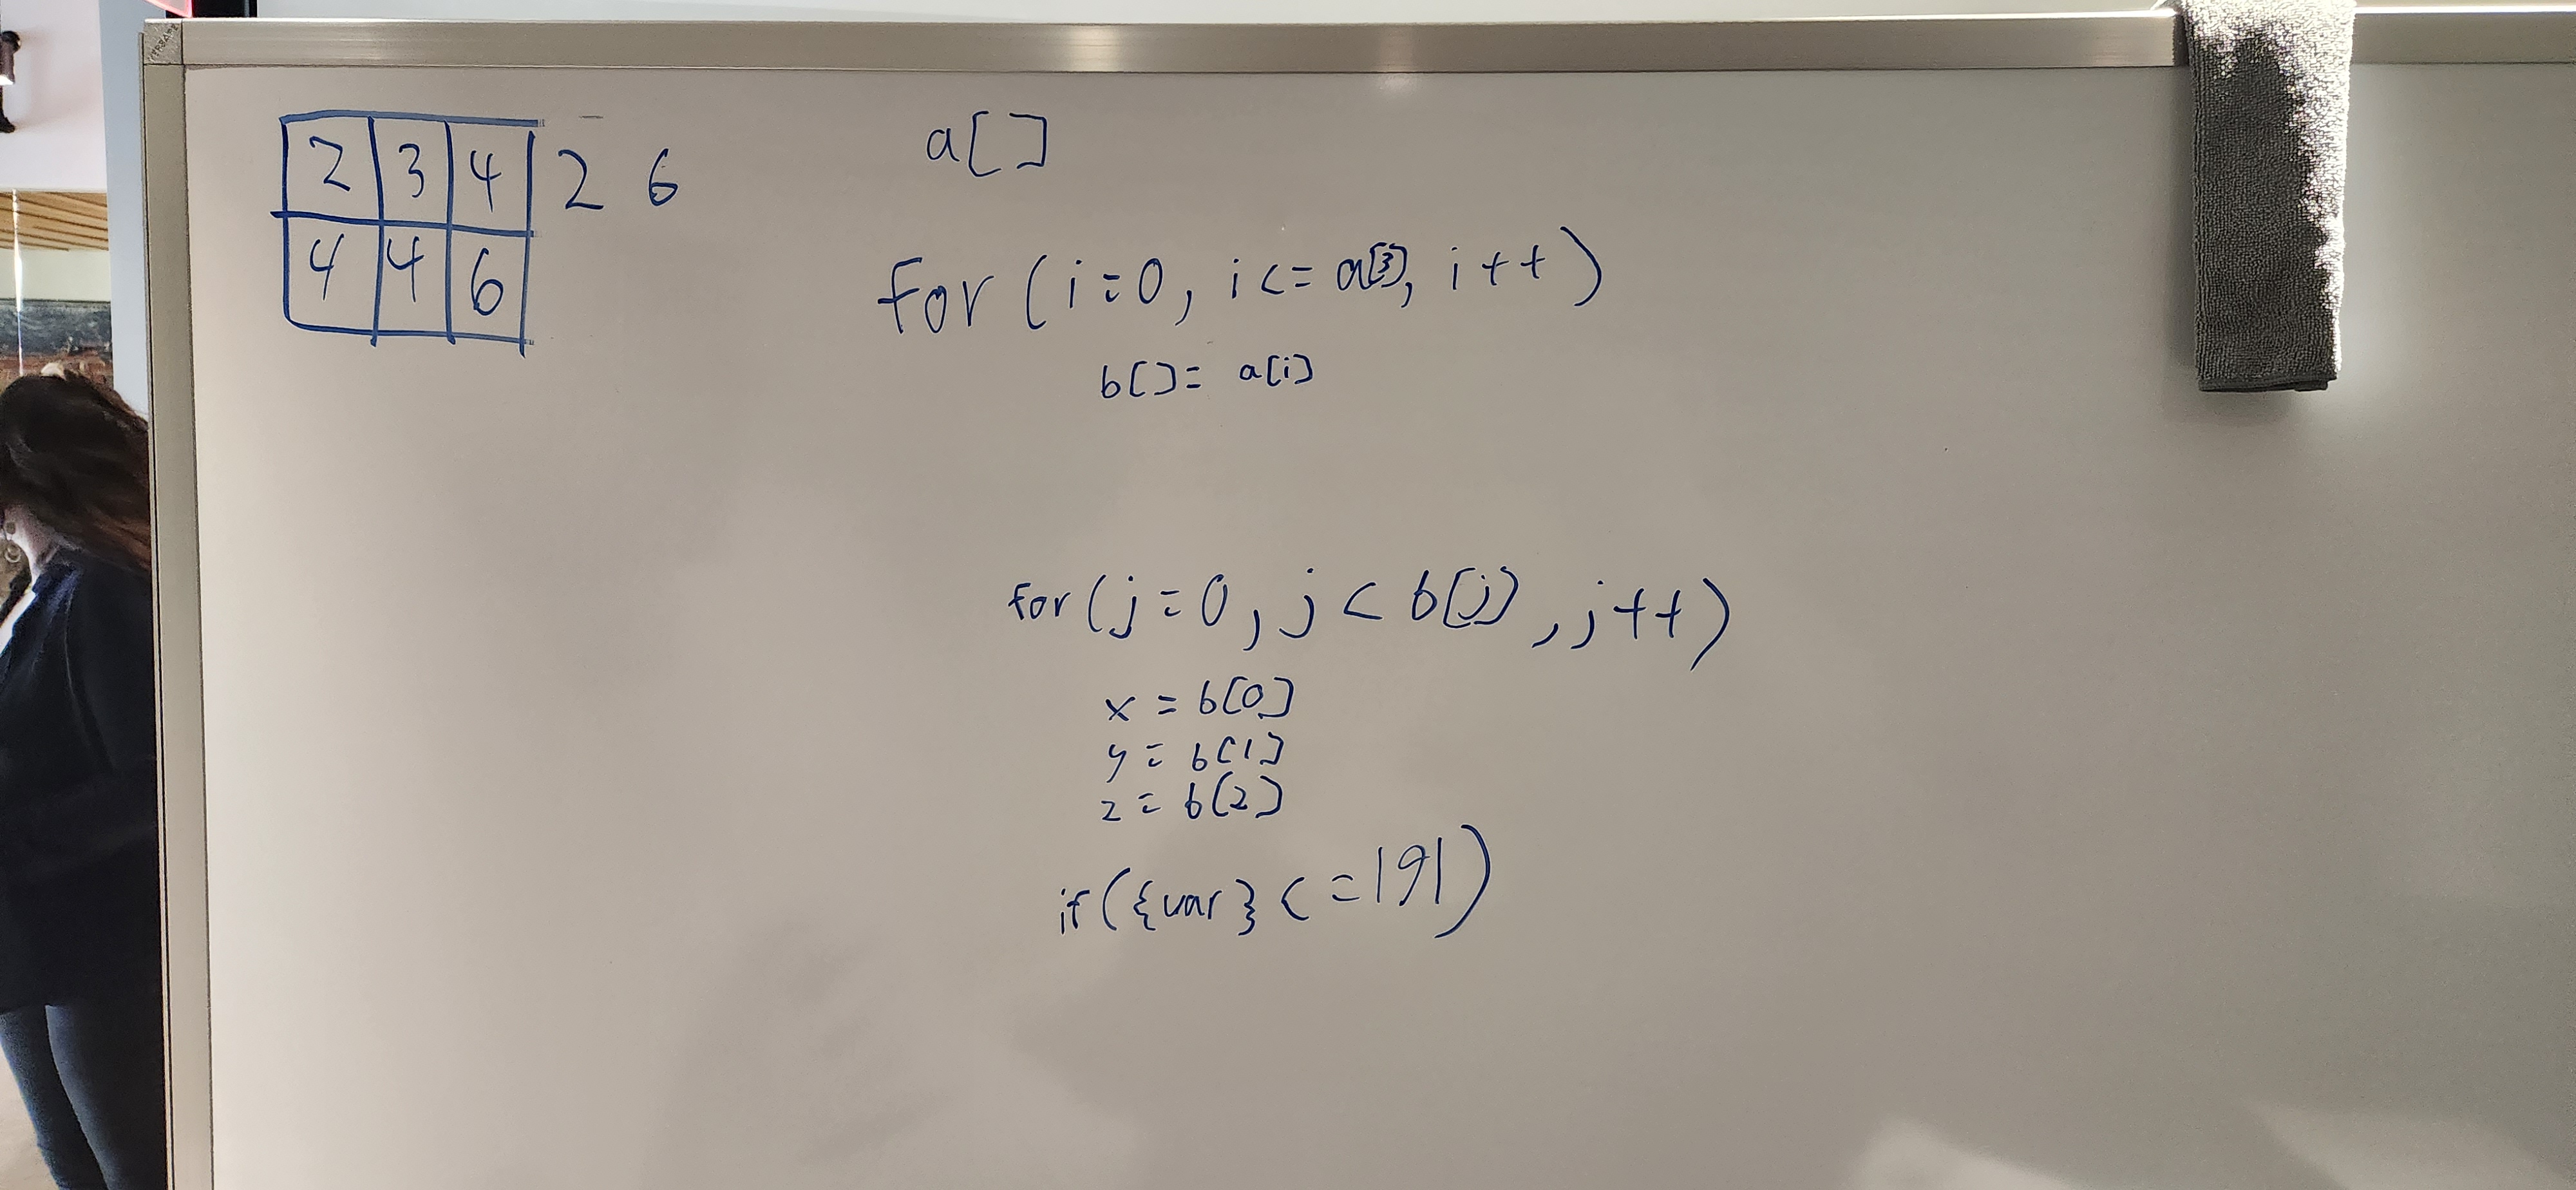 2 3 4 2 6
4 4 6
a[]
for (i=0, i<= a[3], i++)
b[]= a[i]
for(j=0, j < b[j], j++)
x = b[0]
y = b[1]
z = b[2]
if({var} <=191)